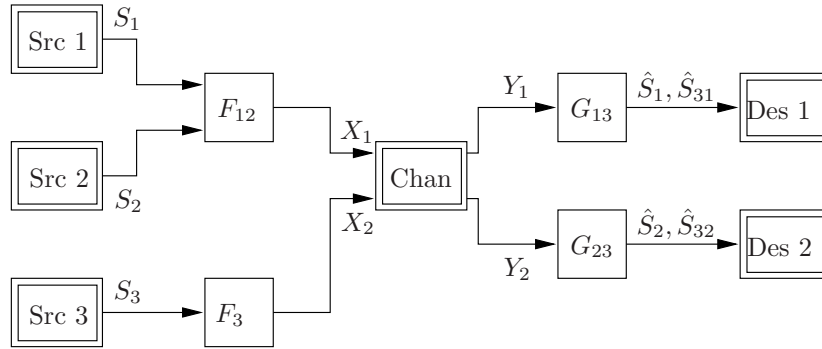 Src 1
S₁
F₁₂
X₁
Y₁
G₁₃
Ŝ₁, Ŝ₃₁
Des 1
Src 2
S₂
Chan
X₂
Y₂
G₂₃
Ŝ₂, Ŝ₃₂
Des 2
Src 3
S₃
F₃